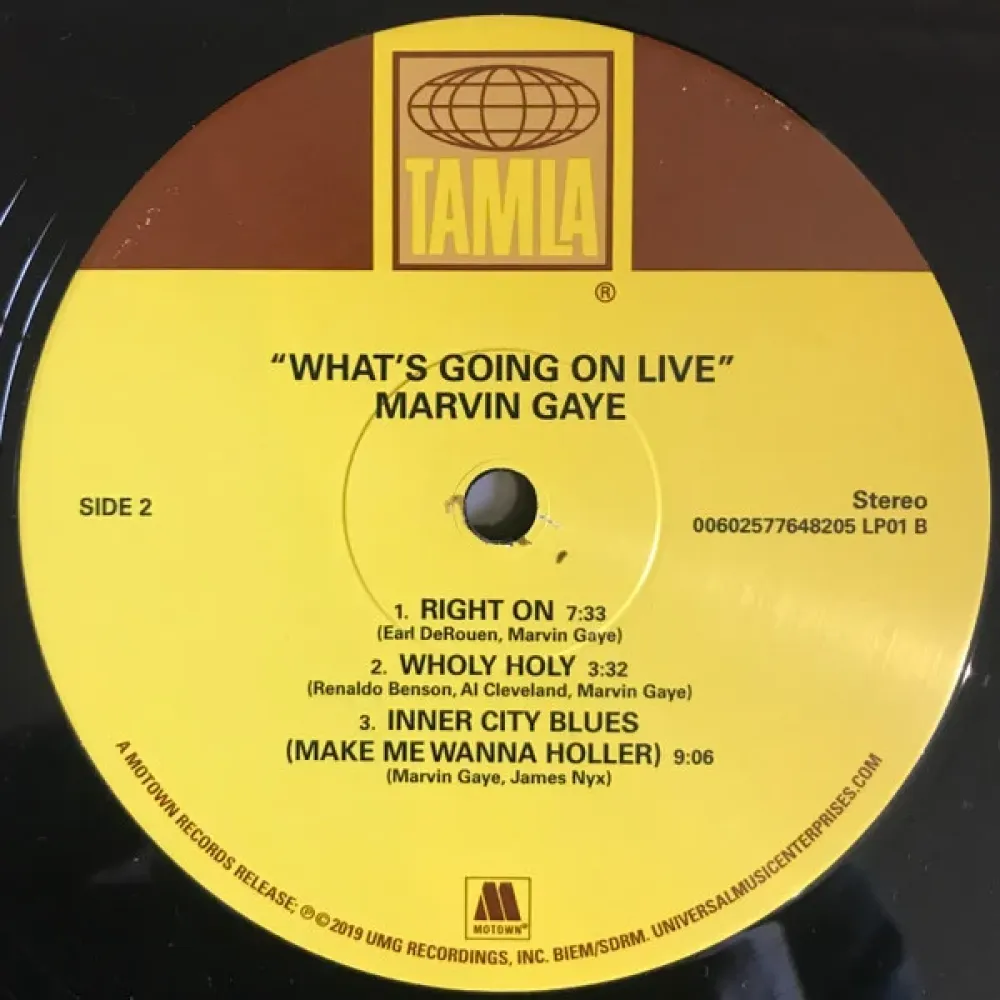 TAMLA
®
“WHAT'S GOING ON LIVE”
MARVIN GAYE
SIDE 2
Stereo
00602577648205 LP01 B
1. RIGHT ON 7:33
(Earl DeRouen, Marvin Gaye)
2. WHOLY HOLY 3:32
(Renaldo Benson, Al Cleveland, Marvin Gaye)
3. INNER CITY BLUES
(MAKE ME WANNA HOLLER) 9:06
(Marvin Gaye, James Nyx)
M
MOTOWN®
A MOTOWN RECORDS RELEASE; ℗ © 2019 UMG RECORDINGS, INC. BIEM/SDRM. UNIVERSALMUSICENTERPRISES.COM